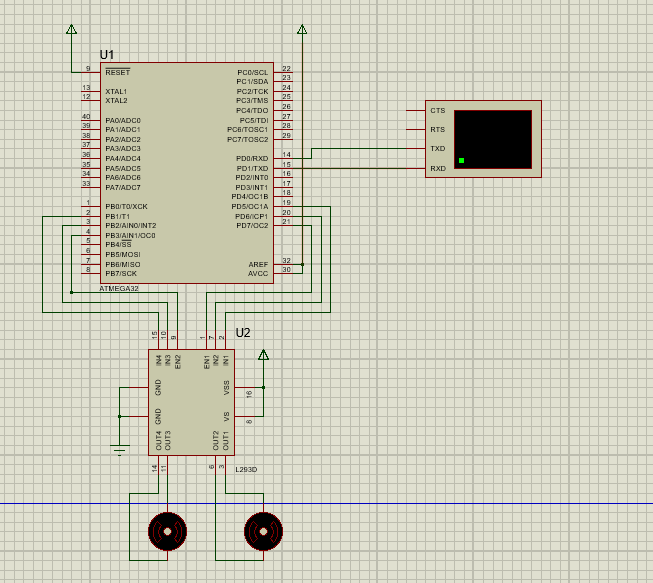 U1
9 RESET
13 XTAL1
12 XTAL2
40 PA0/ADC0
39 PA1/ADC1
38 PA2/ADC2
37 PA3/ADC3
36 PA4/ADC4
35 PA5/ADC5
34 PA6/ADC6
33 PA7/ADC7
1 PB0/T0/XCK
2 PB1/T1
3 PB2/AIN0/INT2
4 PB3/AIN1/OC0
5 PB4/SS
6 PB5/MOSI
7 PB6/MISO
8 PB7/SCK
PC0/SCL 22
PC1/SDA 23
PC2/TCK 24
PC3/TMS 25
PC4/TDO 26
PC5/TDI 27
PC6/TOSC1 28
PC7/TOSC2 29
PD0/RXD 14
PD1/TXD 15
PD2/INT0 16
PD3/INT1 17
PD4/OC1B 18
PD5/OC1A 19
PD6/ICP1 20
PD7/OC2 21
AREF 32
AVCC 30
ATMEGA32
CTS
RTS
TXD
RXD
U2
15 10 9 1 7 2
IN4 IN3 EN2 EN1 IN2 IN1
GND VSS 16
GND VS 8
OUT4 OUT3 OUT2 OUT1
14 11 6 3
L293D